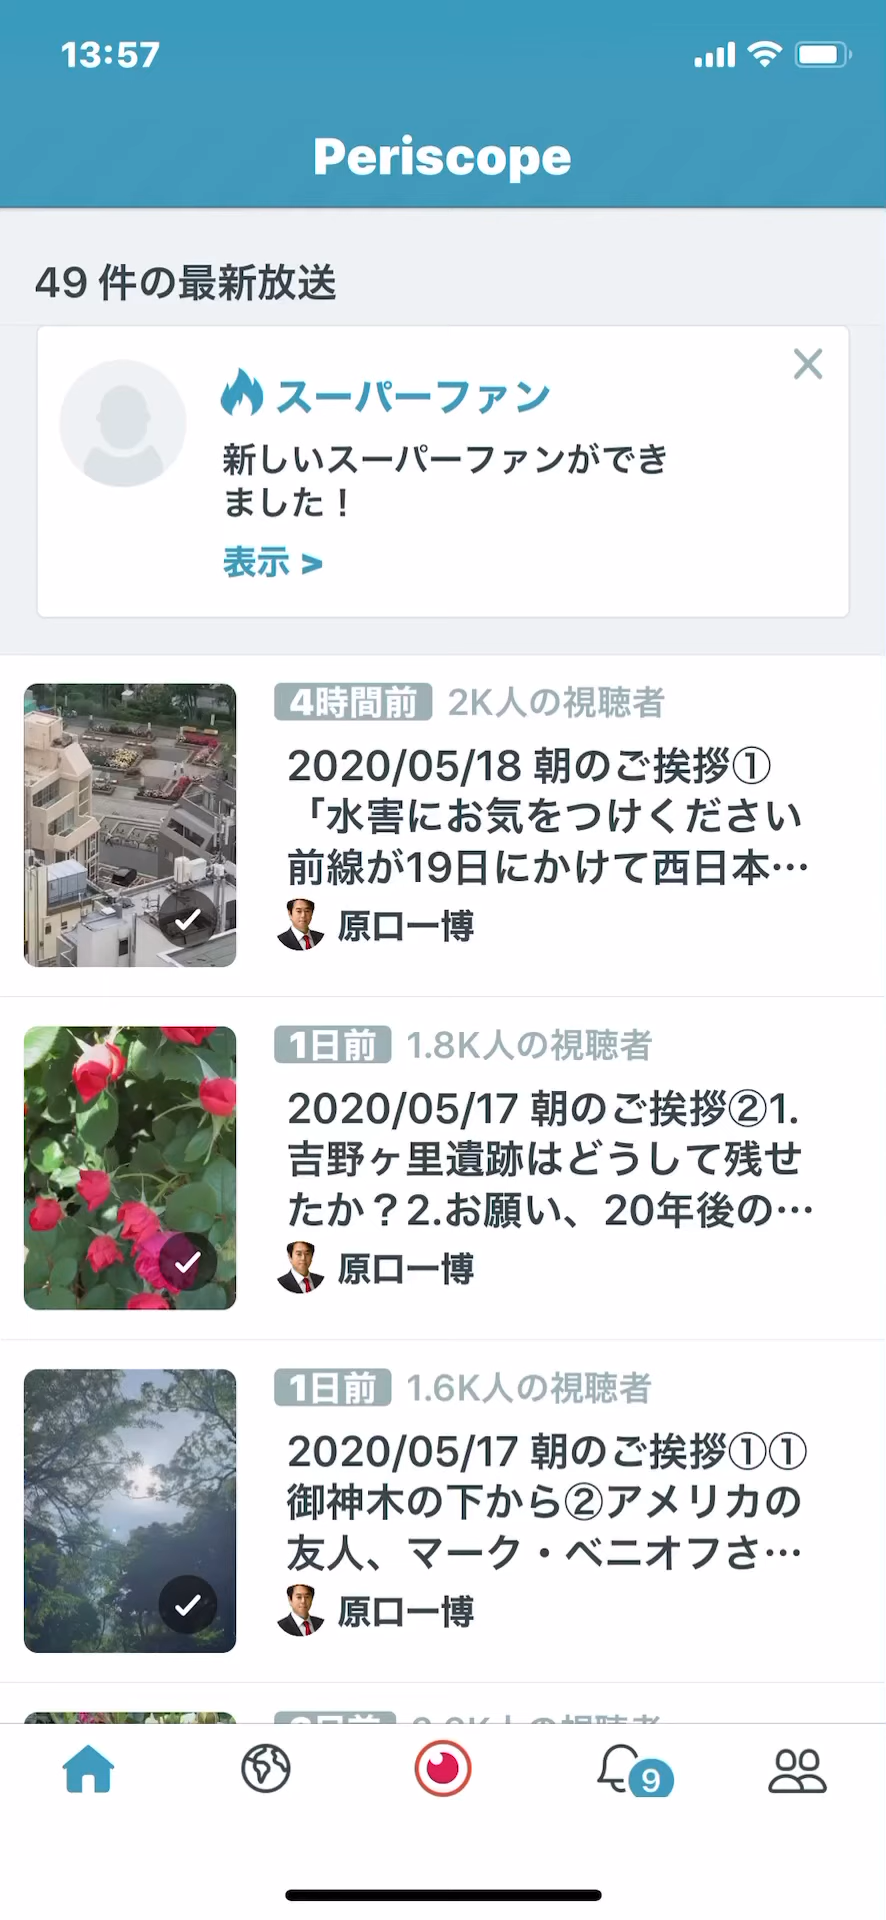 13:57
Periscope
49 件の最新放送
スーパーファン
新しいスーパーファンができ
ました！
表示 >
4時間前 2K人の視聴者
2020/05/18 朝のご挨拶①
「水害にお気をつけください
前線が19日にかけて西日本…
原口一博
1日前 1.8K人の視聴者
2020/05/17 朝のご挨拶②1.
吉野ヶ里遺跡はどうして残せ
たか？2.お願い、20年後の…
原口一博
1日前 1.6K人の視聴者
2020/05/17 朝のご挨拶①①
御神木の下から②アメリカの
友人、マーク・ベニオフさ…
原口一博
人の視聴者
9